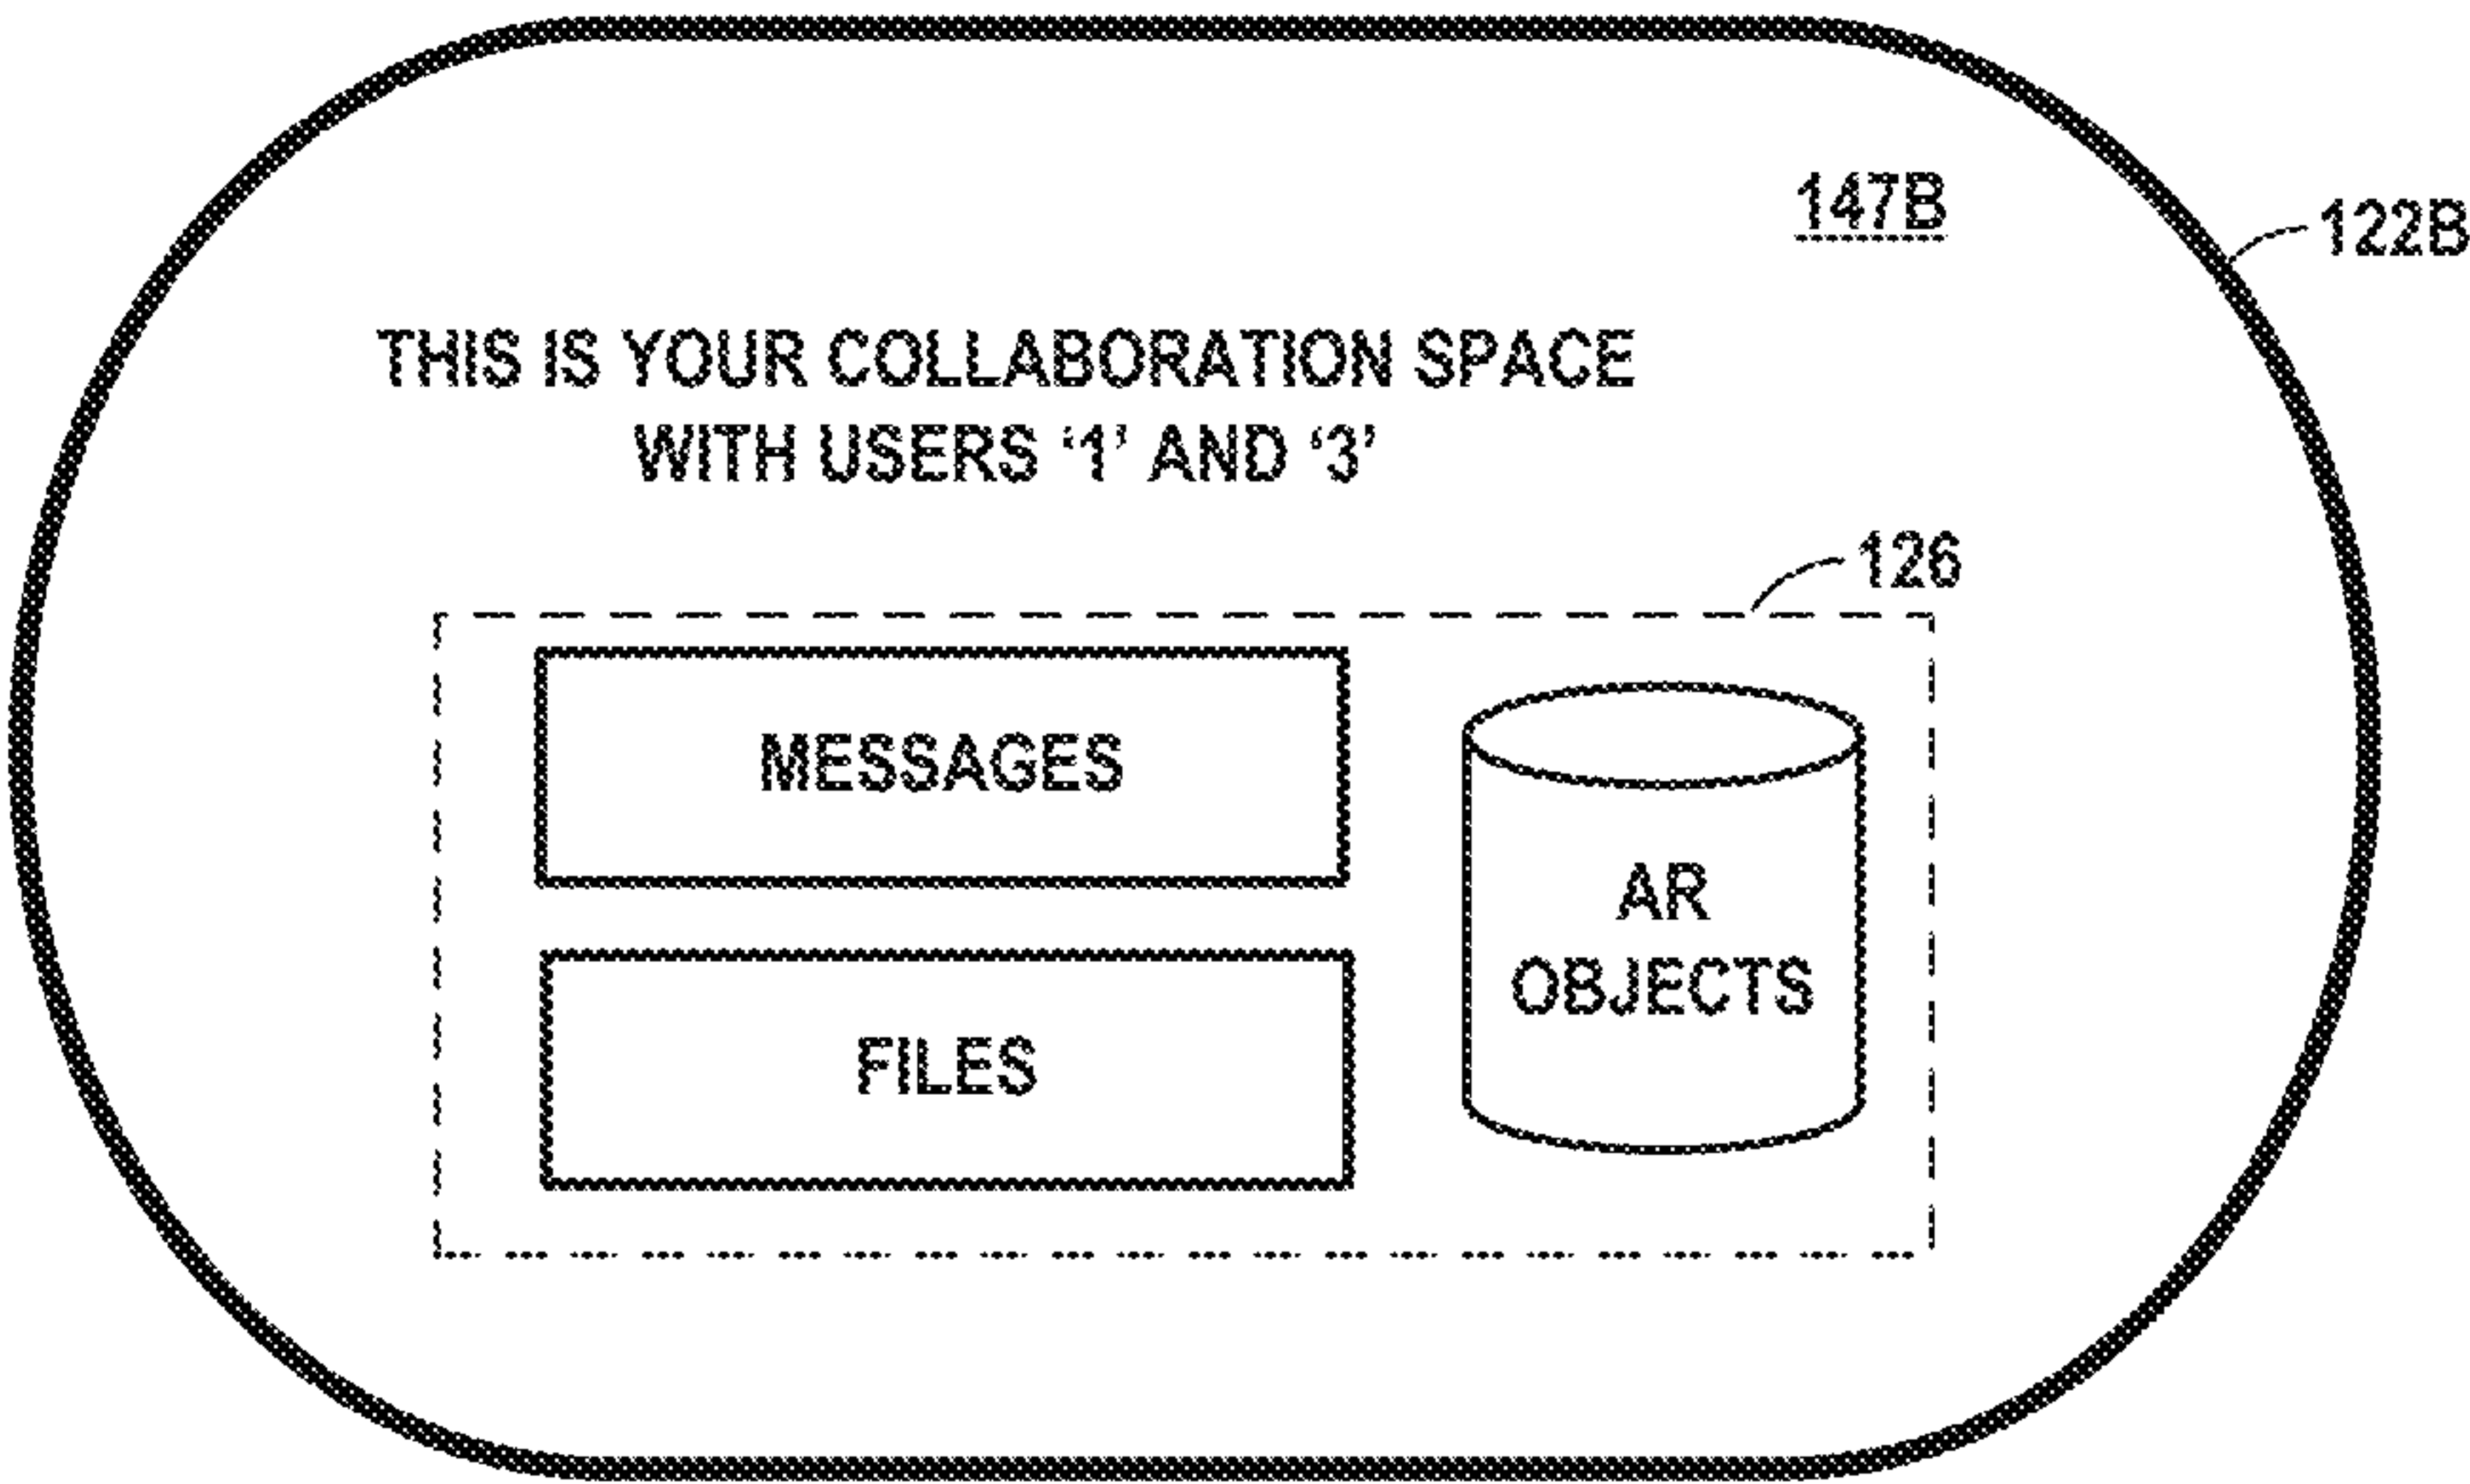 147B
122B
THIS IS YOUR COLLABORATION SPACE
WITH USERS ‘1’ AND ‘3’
126
MESSAGES
AR
OBJECTS
FILES